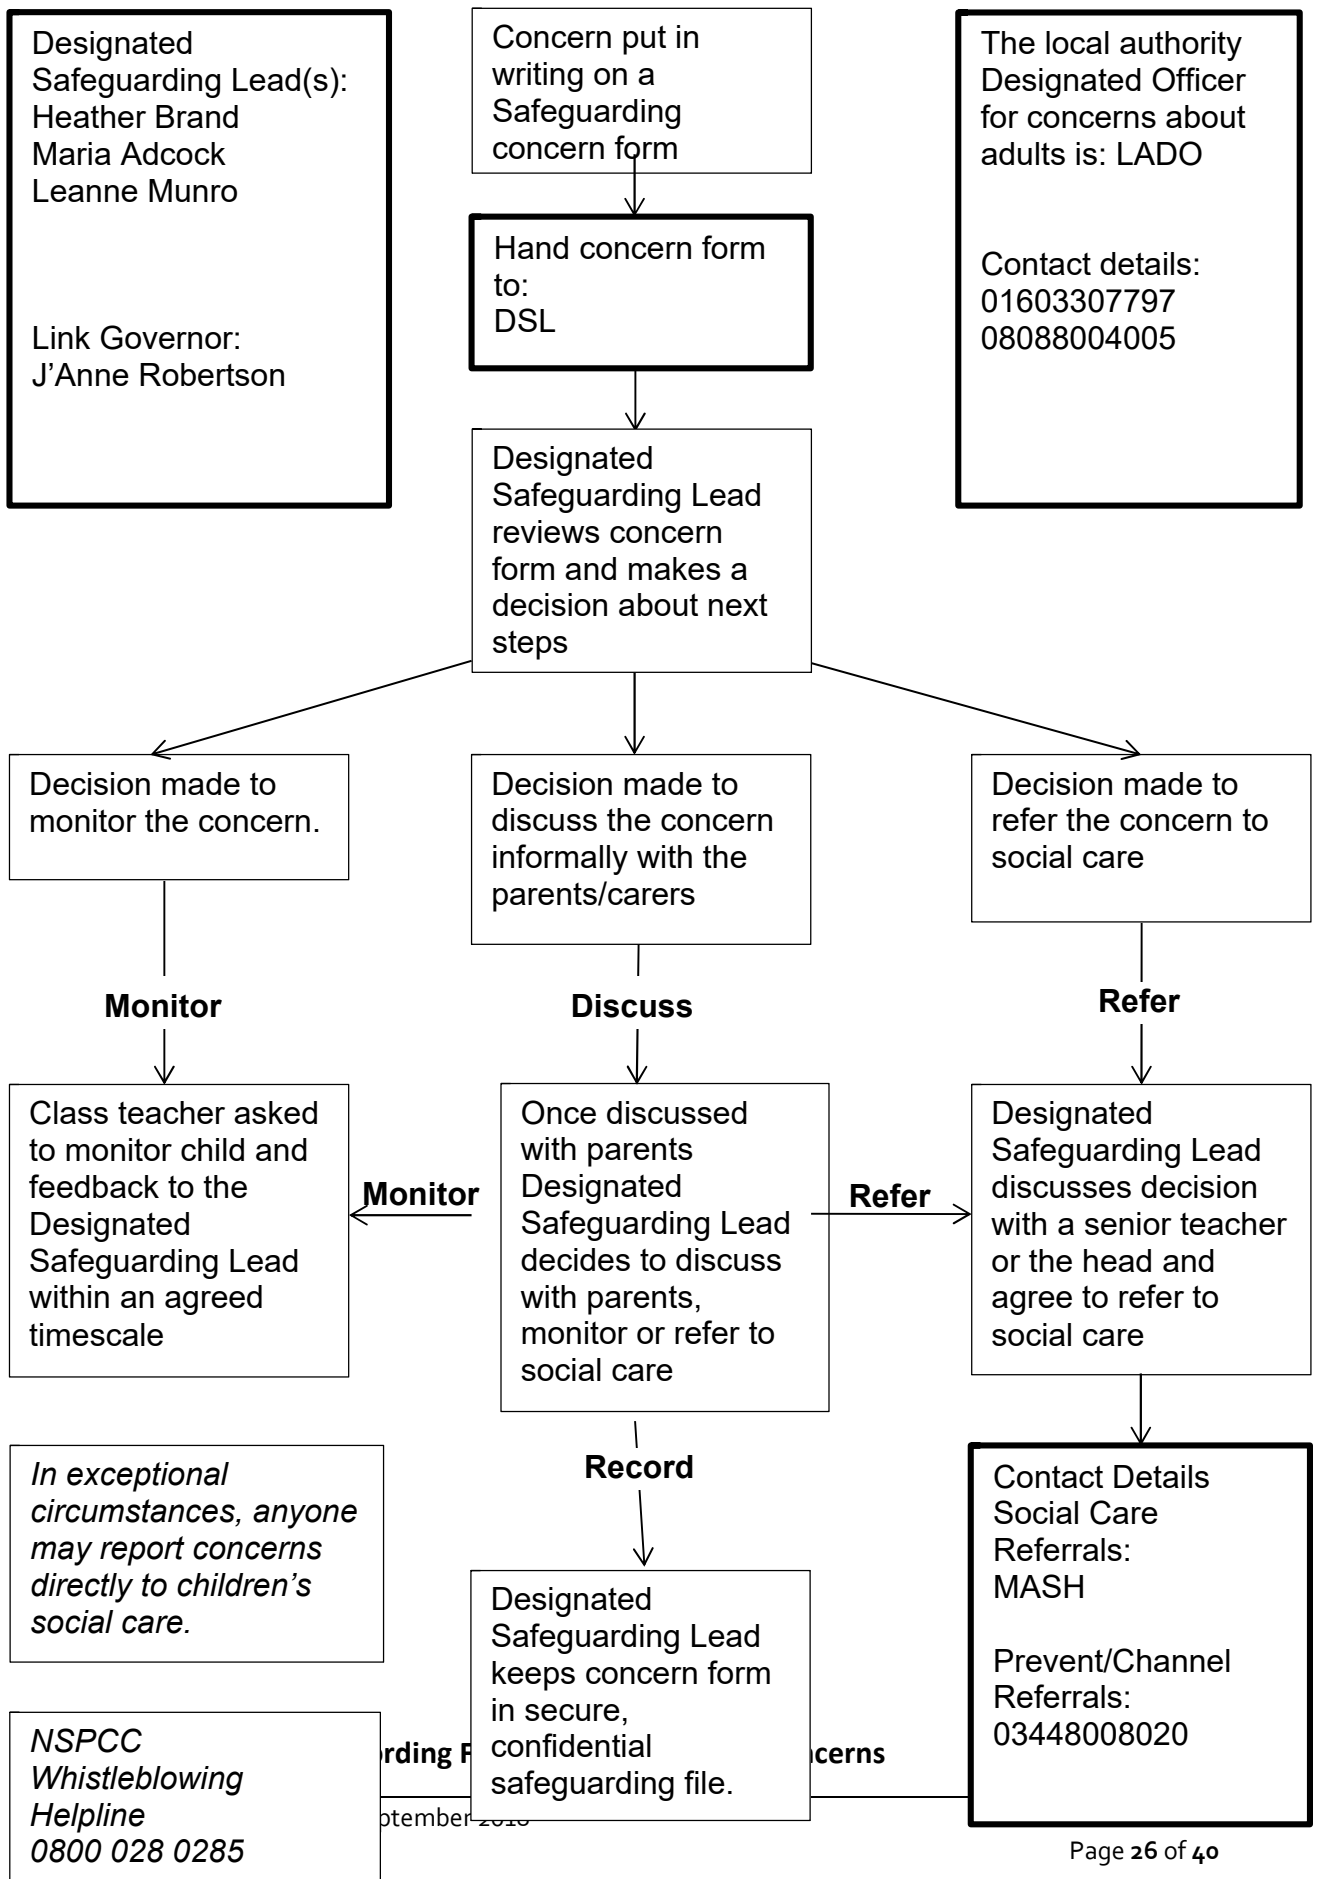 Designated
Safeguarding Lead(s):
Heather Brand
Maria Adcock
Leanne Munro
Link Governor:
J’Anne Robertson
Concern put in
writing on a
Safeguarding
concern form
The local authority
Designated Officer
for concerns about
adults is: LADO
Contact details:
01603307797
08088004005
Hand concern form
to:
DSL
Designated
Safeguarding Lead
reviews concern
form and makes a
decision about next
steps
Decision made to
monitor the concern.
Decision made to
discuss the concern
informally with the
parents/carers
Decision made to
refer the concern to
social care
Monitor
Discuss
Refer
Class teacher asked
to monitor child and
feedback to the
Designated
Safeguarding Lead
within an agreed
timescale
Monitor
Once discussed
with parents
Designated
Safeguarding Lead
decides to discuss
with parents,
monitor or refer to
social care
Refer
Designated
Safeguarding Lead
discusses decision
with a senior teacher
or the head and
agree to refer to
social care
Record
In exceptional
circumstances, anyone
may report concerns
directly to children’s
social care.
Designated
Safeguarding Lead
keeps concern form
in secure,
confidential
safeguarding file.
Contact Details
Social Care
Referrals:
MASH
Prevent/Channel
Referrals:
03448008020
NSPCC
Whistleblowing
Helpline
0800 028 0285
Page 26 of 40